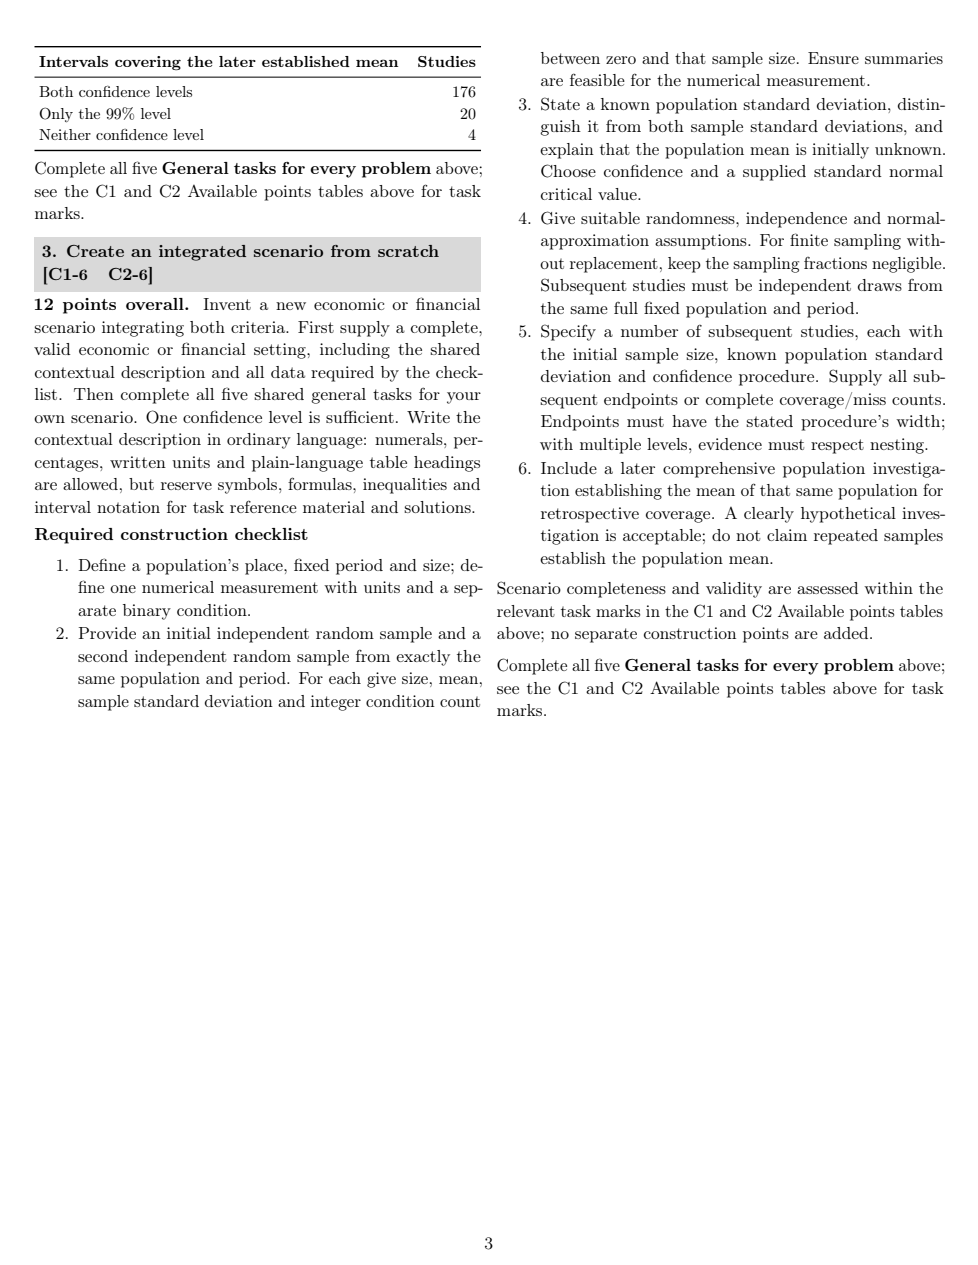 Intervals covering the later established mean Studies
Both confidence levels 176
Only the 99% level 20
Neither confidence level 4
Complete all five General tasks for every problem above;
see the C1 and C2 Available points tables above for task
marks.
3. Create an integrated scenario from scratch
[C1-6 C2-6]
12 points overall. Invent a new economic or financial
scenario integrating both criteria. First supply a complete,
valid economic or financial setting, including the shared
contextual description and all data required by the check-
list. Then complete all five shared general tasks for your
own scenario. One confidence level is sufficient. Write the
contextual description in ordinary language: numerals, per-
centages, written units and plain-language table headings
are allowed, but reserve symbols, formulas, inequalities and
interval notation for task reference material and solutions.
Required construction checklist
1. Define a population's place, fixed period and size; de-
fine one numerical measurement with units and a sep-
arate binary condition.
2. Provide an initial independent random sample and a
second independent random sample from exactly the
same population and period. For each give size, mean,
sample standard deviation and integer condition count
between zero and that sample size. Ensure summaries
are feasible for the numerical measurement.
3. State a known population standard deviation, distin-
guish it from both sample standard deviations, and
explain that the population mean is initially unknown.
Choose confidence and a supplied standard normal
critical value.
4. Give suitable randomness, independence and normal-
approximation assumptions. For finite sampling with-
out replacement, keep the sampling fractions negligible.
Subsequent studies must be independent draws from
the same full fixed population and period.
5. Specify a number of subsequent studies, each with
the initial sample size, known population standard
deviation and confidence procedure. Supply all sub-
sequent endpoints or complete coverage/miss counts.
Endpoints must have the stated procedure's width;
with multiple levels, evidence must respect nesting.
6. Include a later comprehensive population investiga-
tion establishing the mean of that same population for
retrospective coverage. A clearly hypothetical inves-
tigation is acceptable; do not claim repeated samples
establish the population mean.
Scenario completeness and validity are assessed within the
relevant task marks in the C1 and C2 Available points tables
above; no separate construction points are added.
Complete all five General tasks for every problem above;
see the C1 and C2 Available points tables above for task
marks.
3